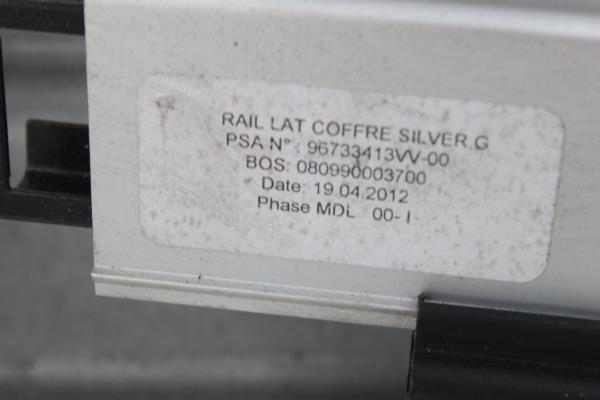 RAIL LAT COFFRE SILVER G
PSA N° : 96733413VV-00
BOS: 080990003700
Date: 19.04.2012
Phase MDL 00- I